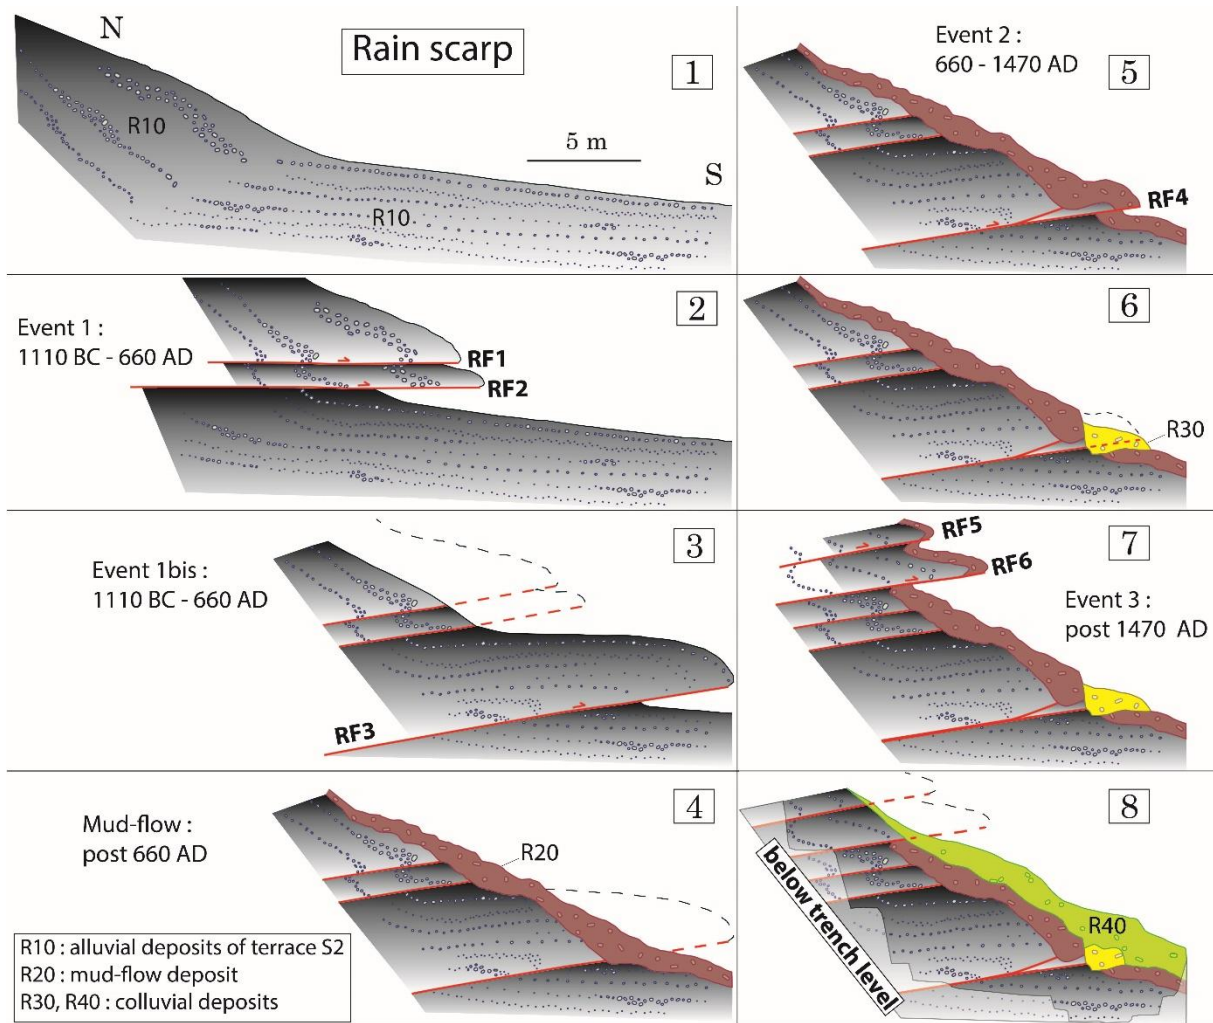 N
Rain scarp
1
R10
5 m
S
R10
Event 1 :
1110 BC - 660 AD
2
RF1
RF2
Event 1bis :
1110 BC - 660 AD
3
RF3
Mud-flow :
post 660 AD
4
R20
R10 : alluvial deposits of terrace S2
R20 : mud-flow deposit
R30, R40 : colluvial deposits
Event 2 :
660 - 1470 AD
5
RF4
6
R30
RF5
7
RF6
Event 3 :
post 1470 AD
8
below trench level
R40